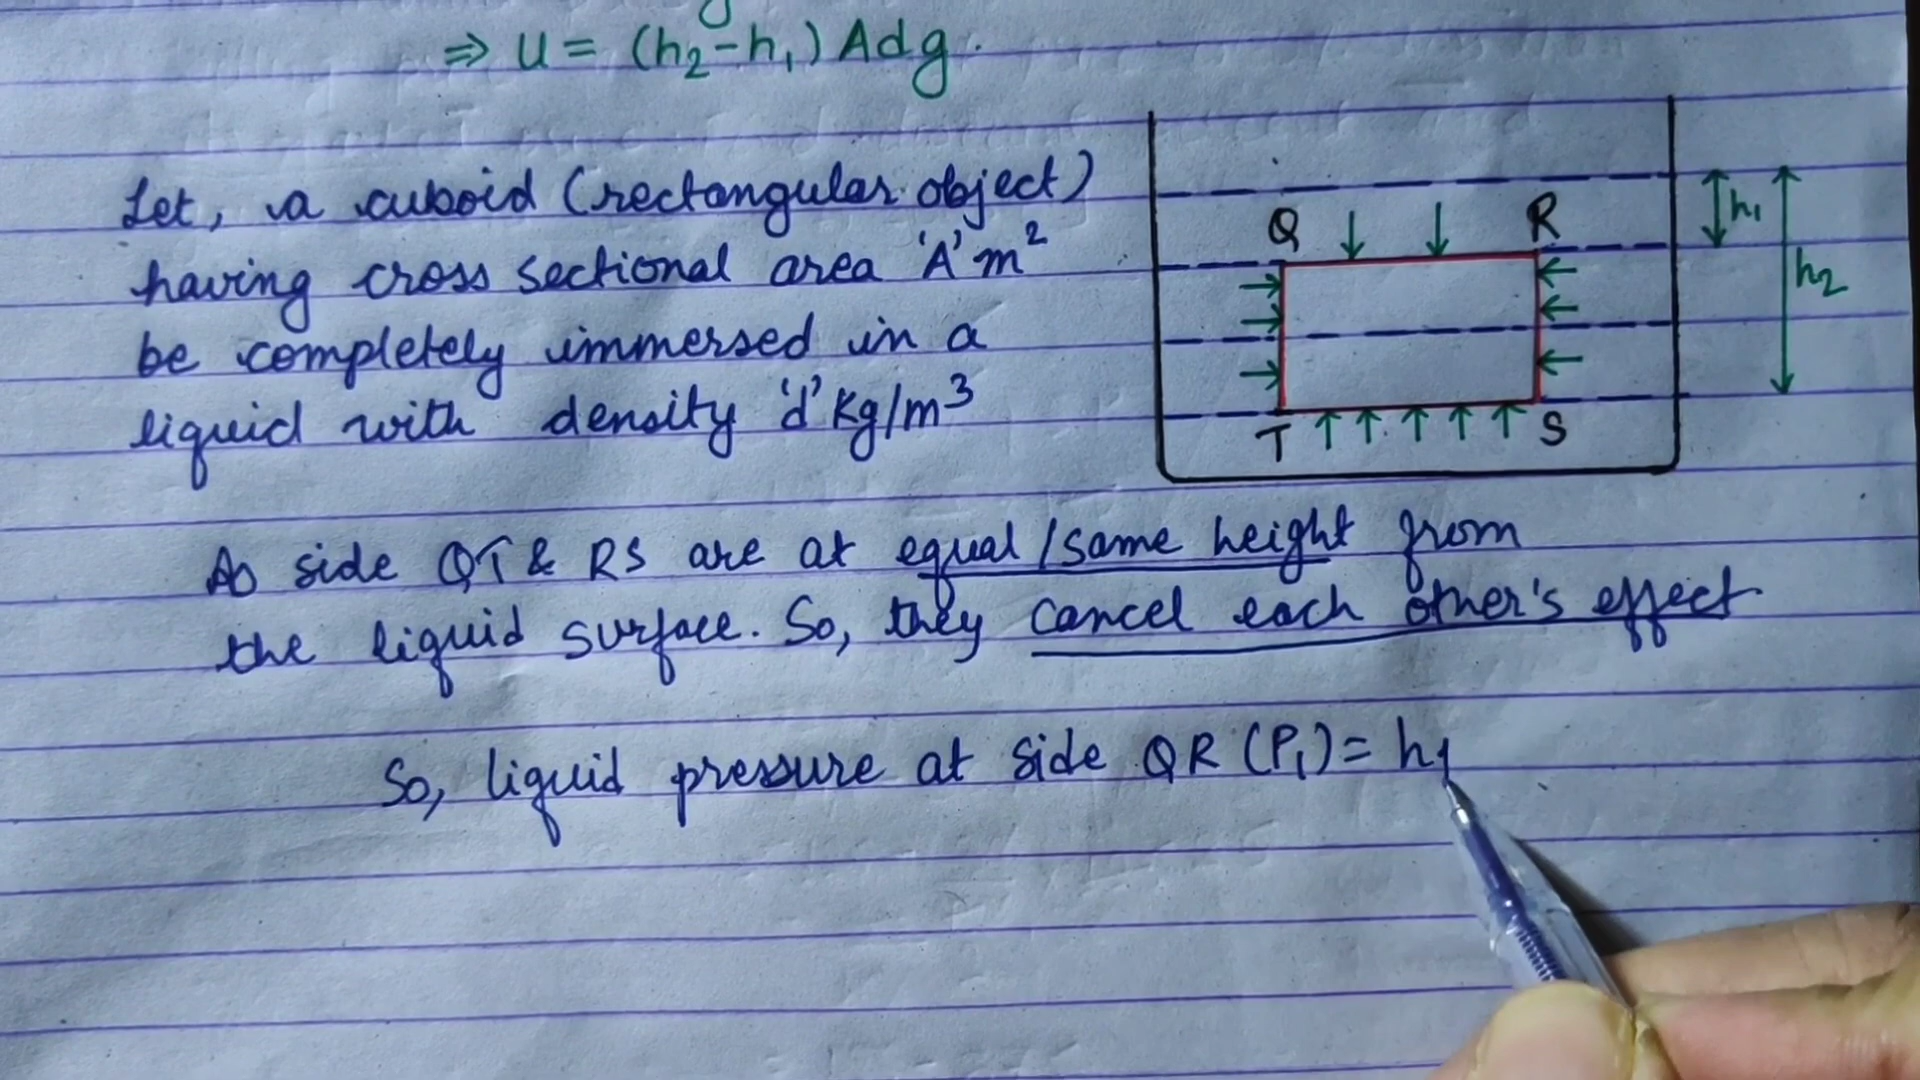 ⇒ U = (h₂-h₁) Adg.
Let, a cuboid (rectangular object)
having cross sectional area 'A' m²
be completely immersed in a
liquid with density 'd' Kg/m³
Q R
T S
h₁
h₂
As side QT & RS are at equal/same height from
the liquid surface. So, they cancel each other's effect
So, liquid pressure at side QR (P₁) = h₁